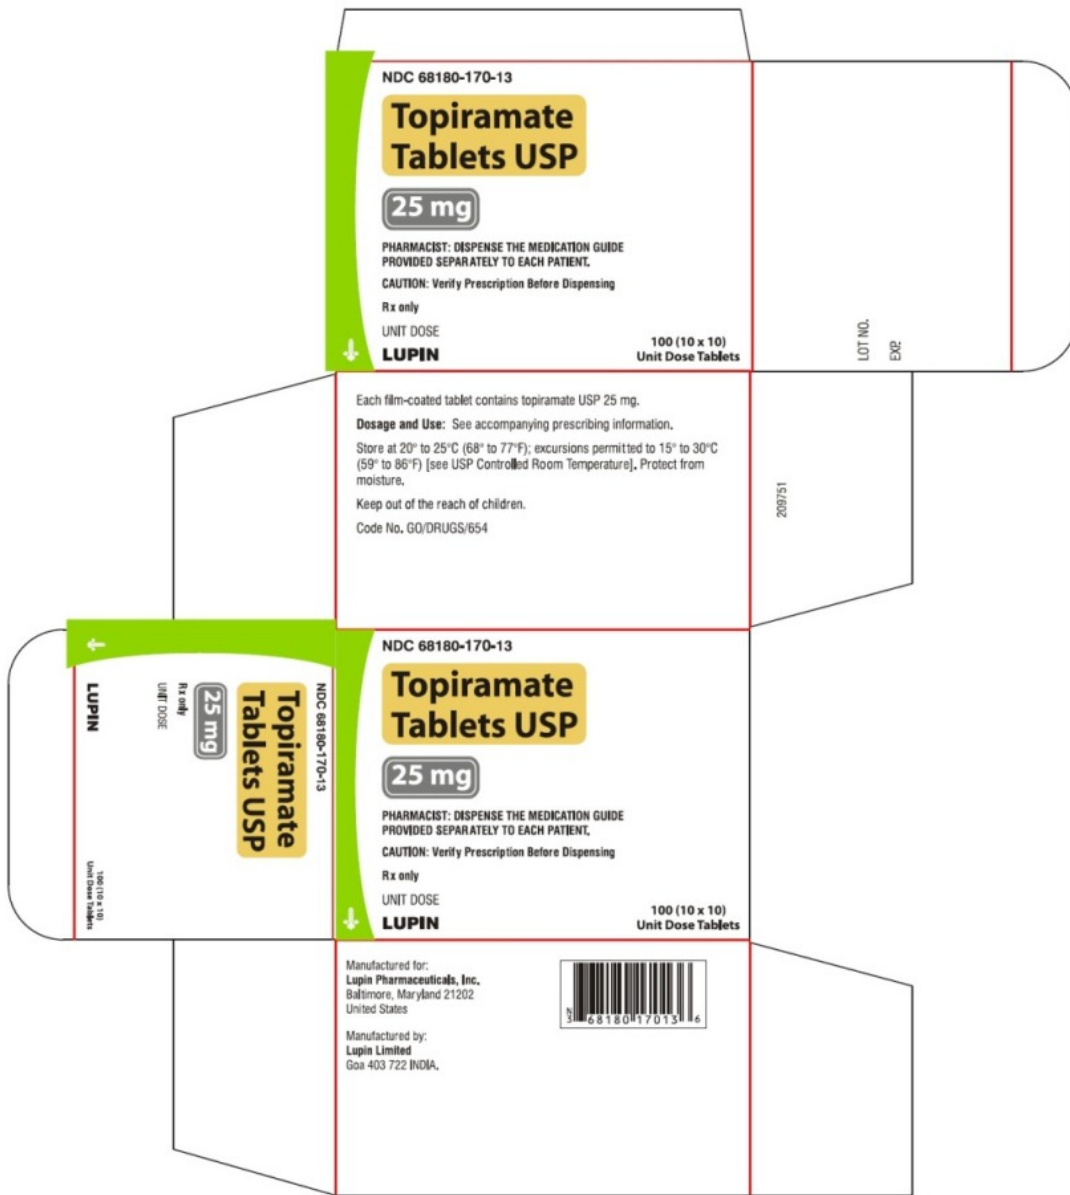 NDC 68180-170-13
Topiramate
Tablets USP
25 mg
PHARMACIST: DISPENSE THE MEDICATION GUIDE
PROVIDED SEPARATELY TO EACH PATIENT.
CAUTION: Verify Prescription Before Dispensing
Rx only
UNIT DOSE
LUPIN
100 (10 x 10)
Unit Dose Tablets
LOT NO.
EXP.
Each film-coated tablet contains topiramate USP 25 mg.
Dosage and Use: See accompanying prescribing information.
Store at 20° to 25°C (68° to 77°F); excursions permitted to 15° to 30°C
(59° to 86°F) [see USP Controlled Room Temperature]. Protect from
moisture.
Keep out of the reach of children.
Code No. GO/DRUGS/654
209751
NDC 68180-170-13
Topiramate
Tablets USP
25 mg
Rx only
UNIT DOSE
LUPIN
100 (10 x 10)
Unit Dose Tablets
NDC 68180-170-13
Topiramate
Tablets USP
25 mg
PHARMACIST: DISPENSE THE MEDICATION GUIDE
PROVIDED SEPARATELY TO EACH PATIENT.
CAUTION: Verify Prescription Before Dispensing
Rx only
UNIT DOSE
LUPIN
100 (10 x 10)
Unit Dose Tablets
Manufactured for:
Lupin Pharmaceuticals, Inc.
Baltimore, Maryland 21202
United States
Manufactured by:
Lupin Limited
Goa 403 722 INDIA.
N
3 68180 17013 6